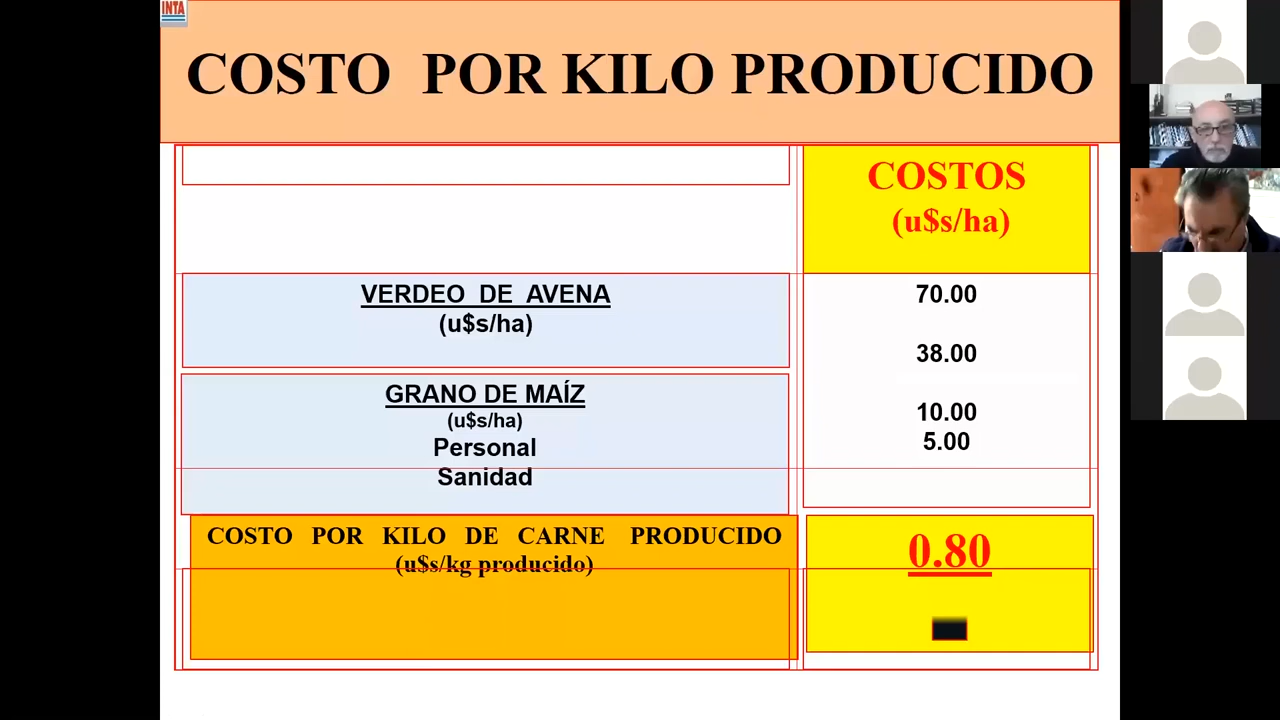 INTA
COSTO POR KILO PRODUCIDO
COSTOS
(u$s/ha)
VERDEO DE AVENA
(u$s/ha)
70.00
38.00
GRANO DE MAÍZ
(u$s/ha)
Personal
Sanidad
10.00
5.00
COSTO POR KILO DE CARNE PRODUCIDO
(u$s/kg producido)
0.80